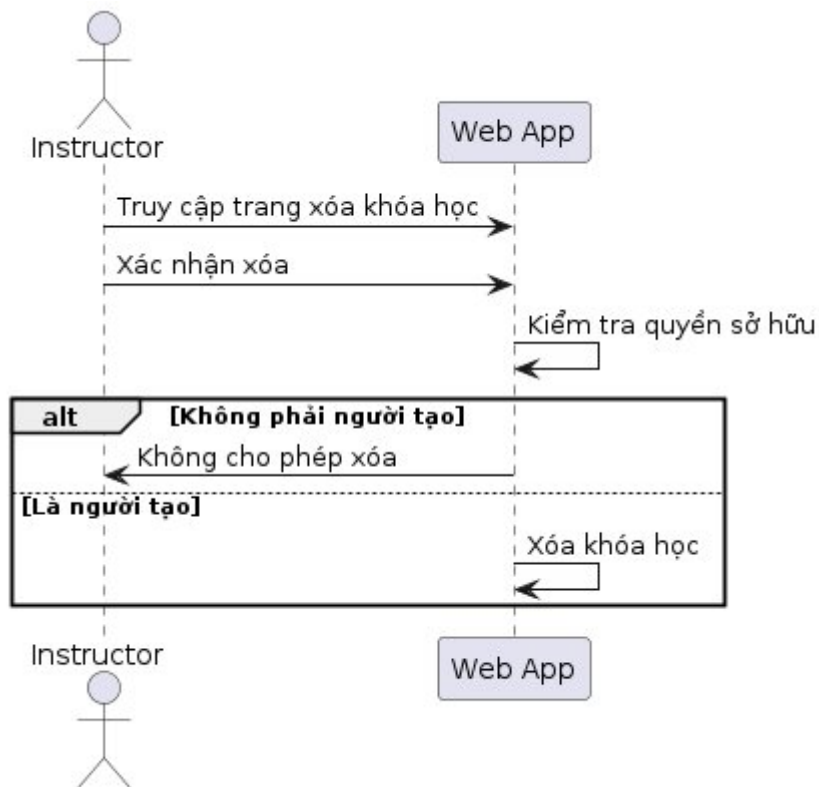 Instructor
Web App
Truy cập trang xóa khóa học
Xác nhận xóa
Kiểm tra quyền sở hữu
alt [Không phải người tạo]
Không cho phép xóa
[Là người tạo]
Xóa khóa học
Instructor
Web App